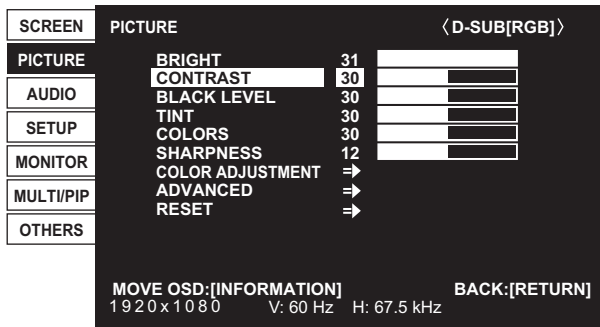 SCREEN
PICTURE
AUDIO
SETUP
MONITOR
MULTI/PIP
OTHERS
PICTURE 〈D-SUB[RGB]〉
BRIGHT 31
CONTRAST 30
BLACK LEVEL 30
TINT 30
COLORS 30
SHARPNESS 12
COLOR ADJUSTMENT ⇒
ADVANCED ⇒
RESET ⇒
MOVE OSD:[INFORMATION] BACK:[RETURN]
1920x1080 V: 60 Hz H: 67.5 kHz